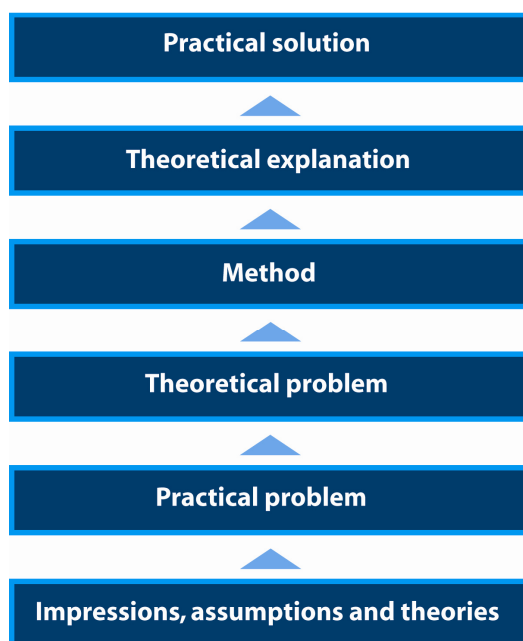 Practical solution
Theoretical explanation
Method
Theoretical problem
Practical problem
Impressions, assumptions and theories